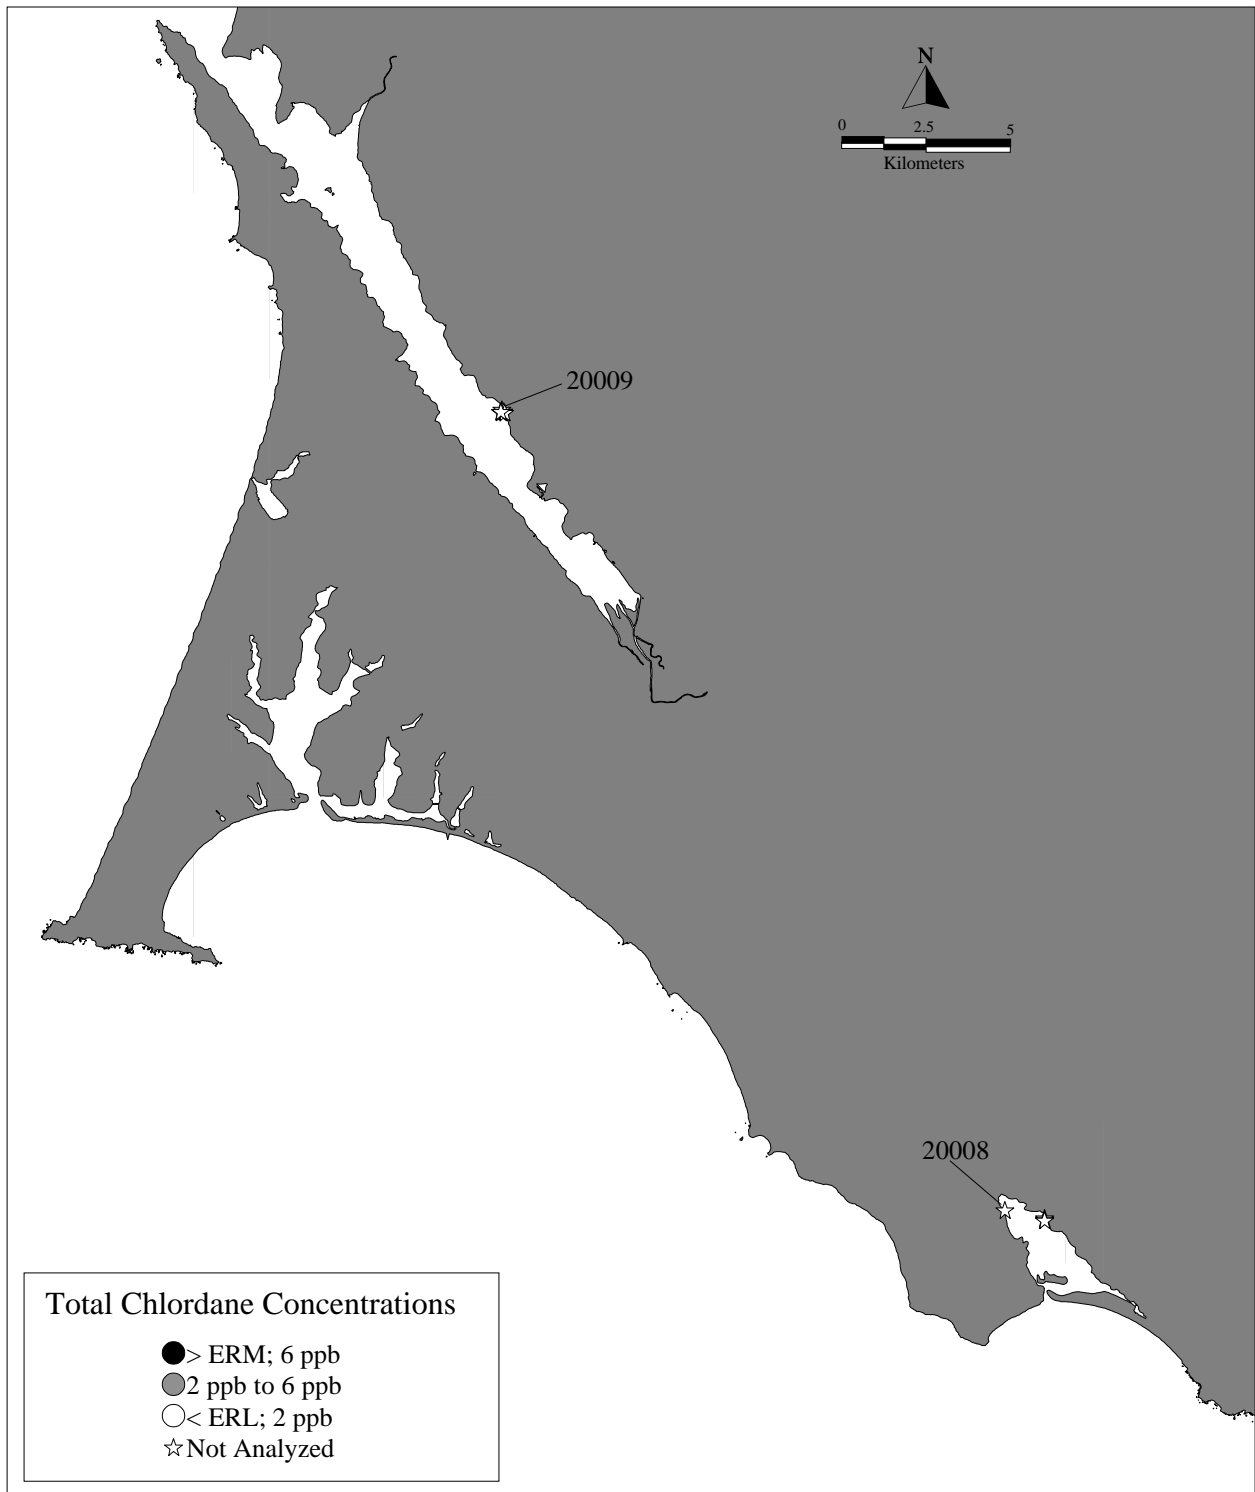 N
0 2.5 5
Kilometers
20009
20008
Total Chlordane Concentrations
> ERM; 6 ppb
2 ppb to 6 ppb
< ERL; 2 ppb
Not Analyzed